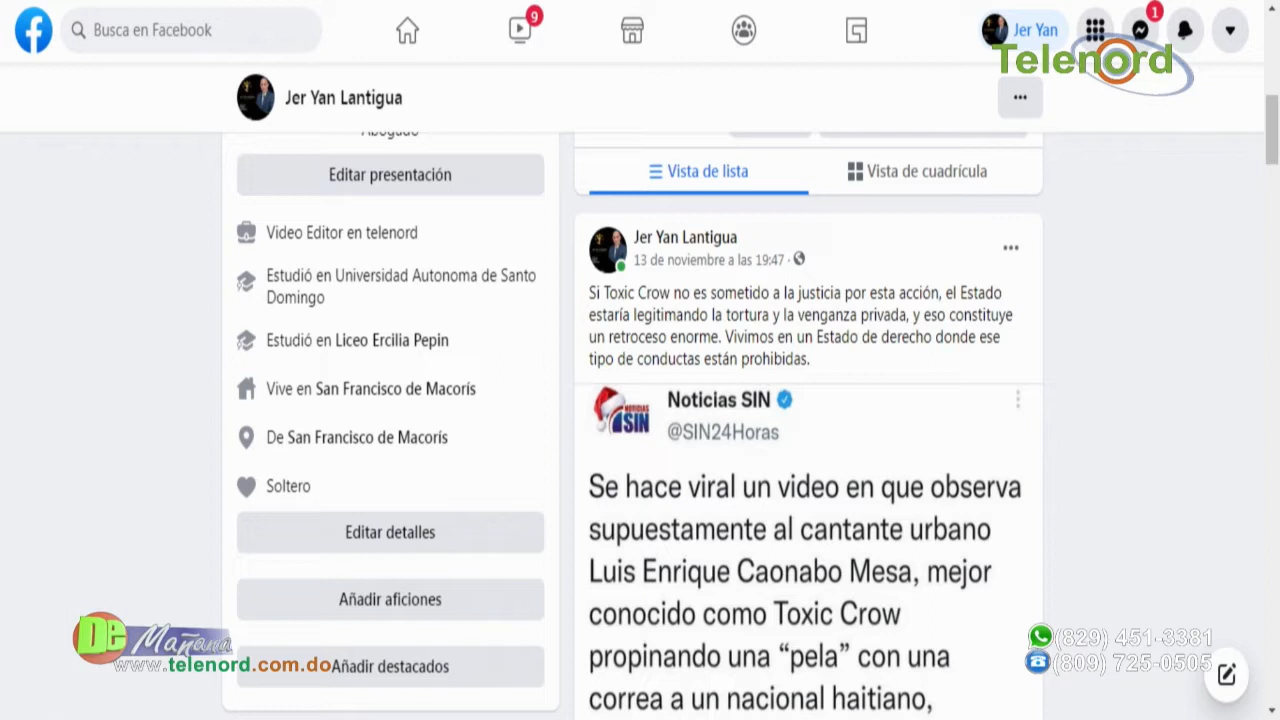 Busca en Facebook
9
Jer Yan
1
Telenord
Jer Yan Lantigua
Abogado
Editar presentación
Video Editor en telenord
Estudió en Universidad Autonoma de Santo
Domingo
Estudió en Liceo Ercilia Pepin
Vive en San Francisco de Macorís
De San Francisco de Macorís
Soltero
Editar detalles
Añadir aficiones
Añadir destacados
Vista de lista
Vista de cuadrícula
Jer Yan Lantigua
13 de noviembre a las 19:47 ·
Si Toxic Crow no es sometido a la justicia por esta acción, el Estado
estaría legitimando la tortura y la venganza privada, y eso constituye
un retroceso enorme. Vivimos en un Estado de derecho donde ese
tipo de conductas están prohibidas.
NOTICIAS
SIN
Noticias SIN
@SIN24Horas
Se hace viral un video en que observa
supuestamente al cantante urbano
Luis Enrique Caonabo Mesa, mejor
conocido como Toxic Crow
propinando una “pela” con una
correa a un nacional haitiano,
De Mañana
www.telenord.com.do
(829) 451-3381
(809) 725-0505